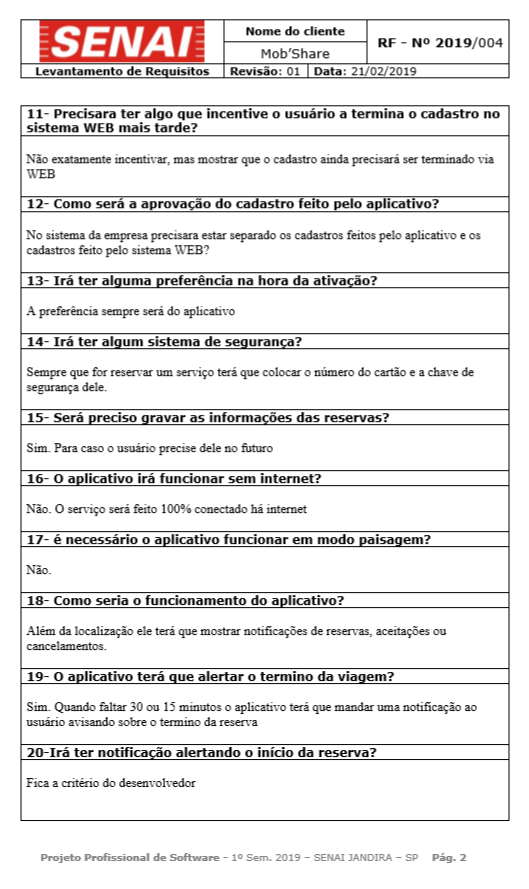 SENAI
Nome do cliente
Mob'Share
RF - Nº 2019/004
Levantamento de Requisitos
Revisão: 01
Data: 21/02/2019
11- Precisara ter algo que incentive o usuário a termina o cadastro no
sistema WEB mais tarde?
Não exatamente incentivar, mas mostrar que o cadastro ainda precisará ser terminado via
WEB
12- Como será a aprovação do cadastro feito pelo aplicativo?
No sistema da empresa precisara estar separado os cadastros feitos pelo aplicativo e os
cadastros feito pelo sistema WEB?
13- Irá ter alguma preferência na hora da ativação?
A preferência sempre será do aplicativo
14- Irá ter algum sistema de segurança?
Sempre que for reservar um serviço terá que colocar o número do cartão e a chave de
segurança dele.
15- Será preciso gravar as informações das reservas?
Sim. Para caso o usuário precise dele no futuro
16- O aplicativo irá funcionar sem internet?
Não. O serviço será feito 100% conectado há internet
17- é necessário o aplicativo funcionar em modo paisagem?
Não.
18- Como seria o funcionamento do aplicativo?
Além da localização ele terá que mostrar notificações de reservas, aceitações ou
cancelamentos.
19- O aplicativo terá que alertar o termino da viagem?
Sim. Quando faltar 30 ou 15 minutos o aplicativo terá que mandar uma notificação ao
usuário avisando sobre o termino da reserva
20-Irá ter notificação alertando o início da reserva?
Fica a critério do desenvolvedor
Projeto Profissional de Software - 1º Sem. 2019 – SENAI JANDIRA – SP Pág. 2